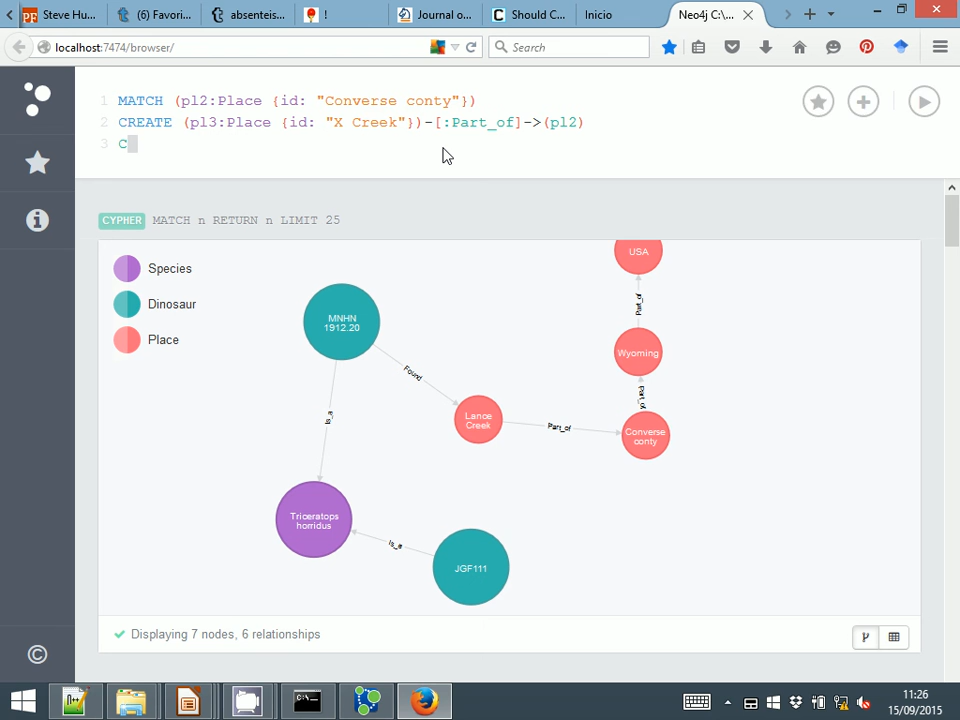 Steve Hu...
(6) Favori...
absenteis...
!
Journal o...
Should C...
Inicio
Neo4j C:\...
localhost:7474/browser/
Search
1 MATCH (pl2:Place {id: "Converse conty"})
2 CREATE (pl3:Place {id: "X Creek"})-[:Part_of]->(pl2)
3 C
CYPHER MATCH n RETURN n LIMIT 25
Species
Dinosaur
Place
USA
Part_of
Wyoming
Part_of
Converse
conty
MNHN
1912.20
Found
Lance
Creek
Part_of
Is_a
Triceratops
horridus
Is_a
JGF111
Displaying 7 nodes, 6 relationships
11:26
15/09/2015